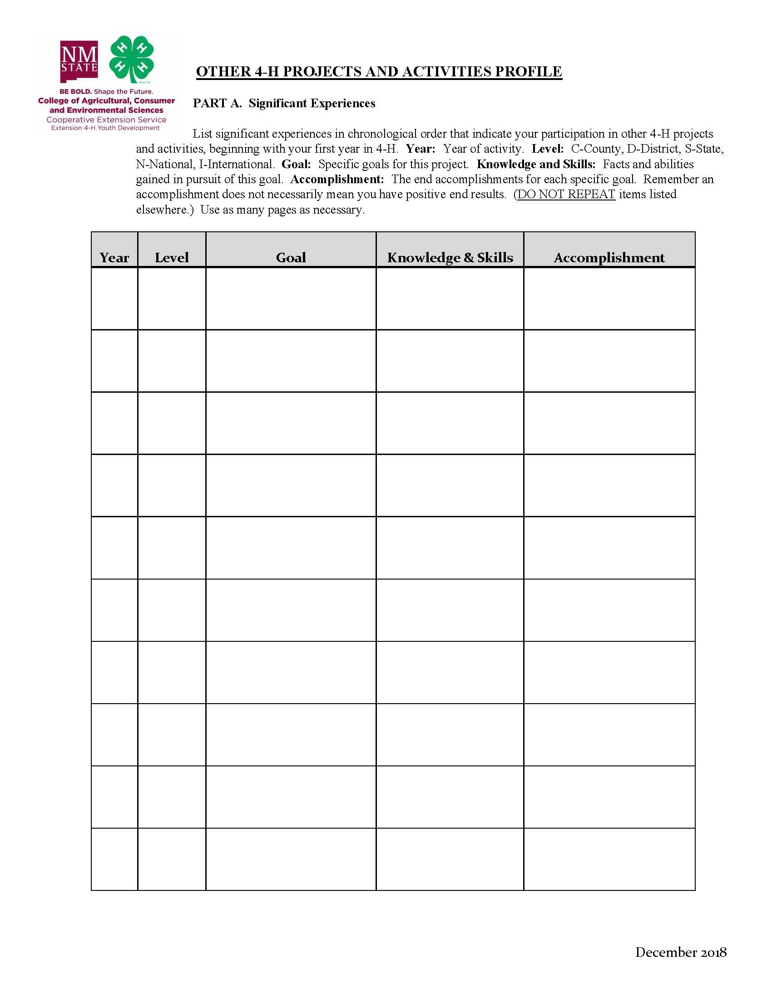 NM
STATE
H H
H H
BE BOLD. Shape the Future.
College of Agricultural, Consumer
and Environmental Sciences
Cooperative Extension Service
Extension 4-H Youth Development
OTHER 4-H PROJECTS AND ACTIVITIES PROFILE
PART A.  Significant Experiences
List significant experiences in chronological order that indicate your participation in other 4-H projects
and activities, beginning with your first year in 4-H.  Year:  Year of activity.  Level:  C-County, D-District, S-State,
N-National, I-International.  Goal:  Specific goals for this project.  Knowledge and Skills:  Facts and abilities
gained in pursuit of this goal.  Accomplishment:  The end accomplishments for each specific goal.  Remember an
accomplishment does not necessarily mean you have positive end results.  (DO NOT REPEAT items listed
elsewhere.)  Use as many pages as necessary.
Year Level Goal Knowledge & Skills Accomplishment
December 2018